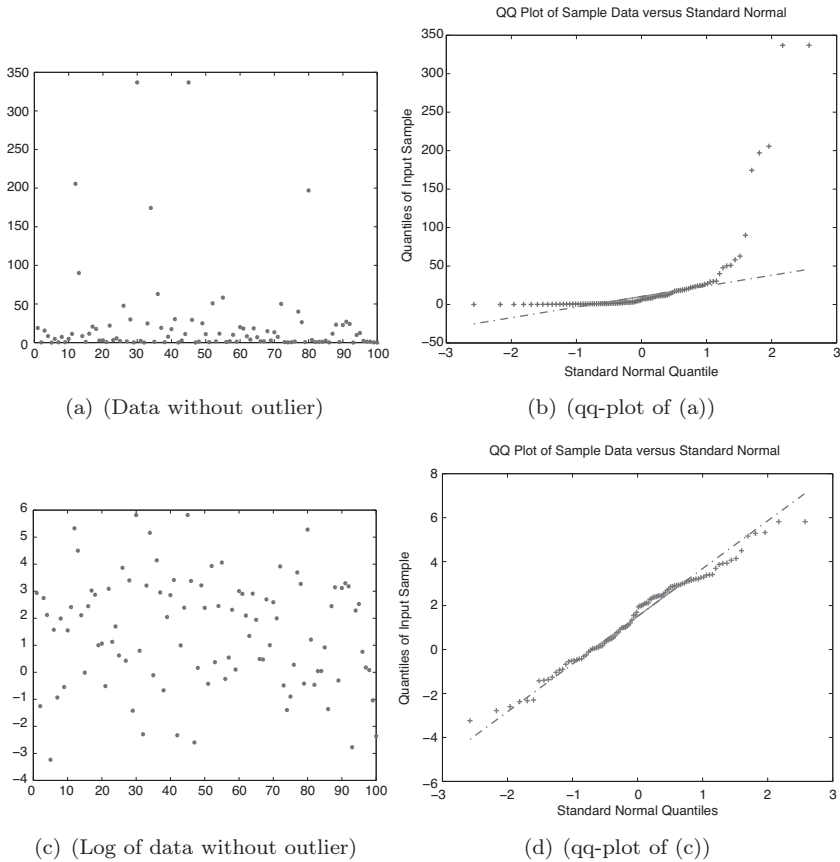 QQ Plot of Sample Data versus Standard Normal
350
300
250
200
150
100
50
0
0 10 20 30 40 50 60 70 80 90 100
Quantiles of Input Sample
350
300
250
200
150
100
50
0
−50
−3 −2 −1 0 1 2 3
Standard Normal Quantile
(a) (Data without outlier)
(b) (qq-plot of (a))
QQ Plot of Sample Data versus Standard Normal
6
5
4
3
2
1
0
−1
−2
−3
−4
0 10 20 30 40 50 60 70 80 90 100
Quantiles of Input Sample
8
6
4
2
0
−2
−4
−6
−3 −2 −1 0 1 2 3
Standard Normal Quantiles
(c) (Log of data without outlier)
(d) (qq-plot of (c))